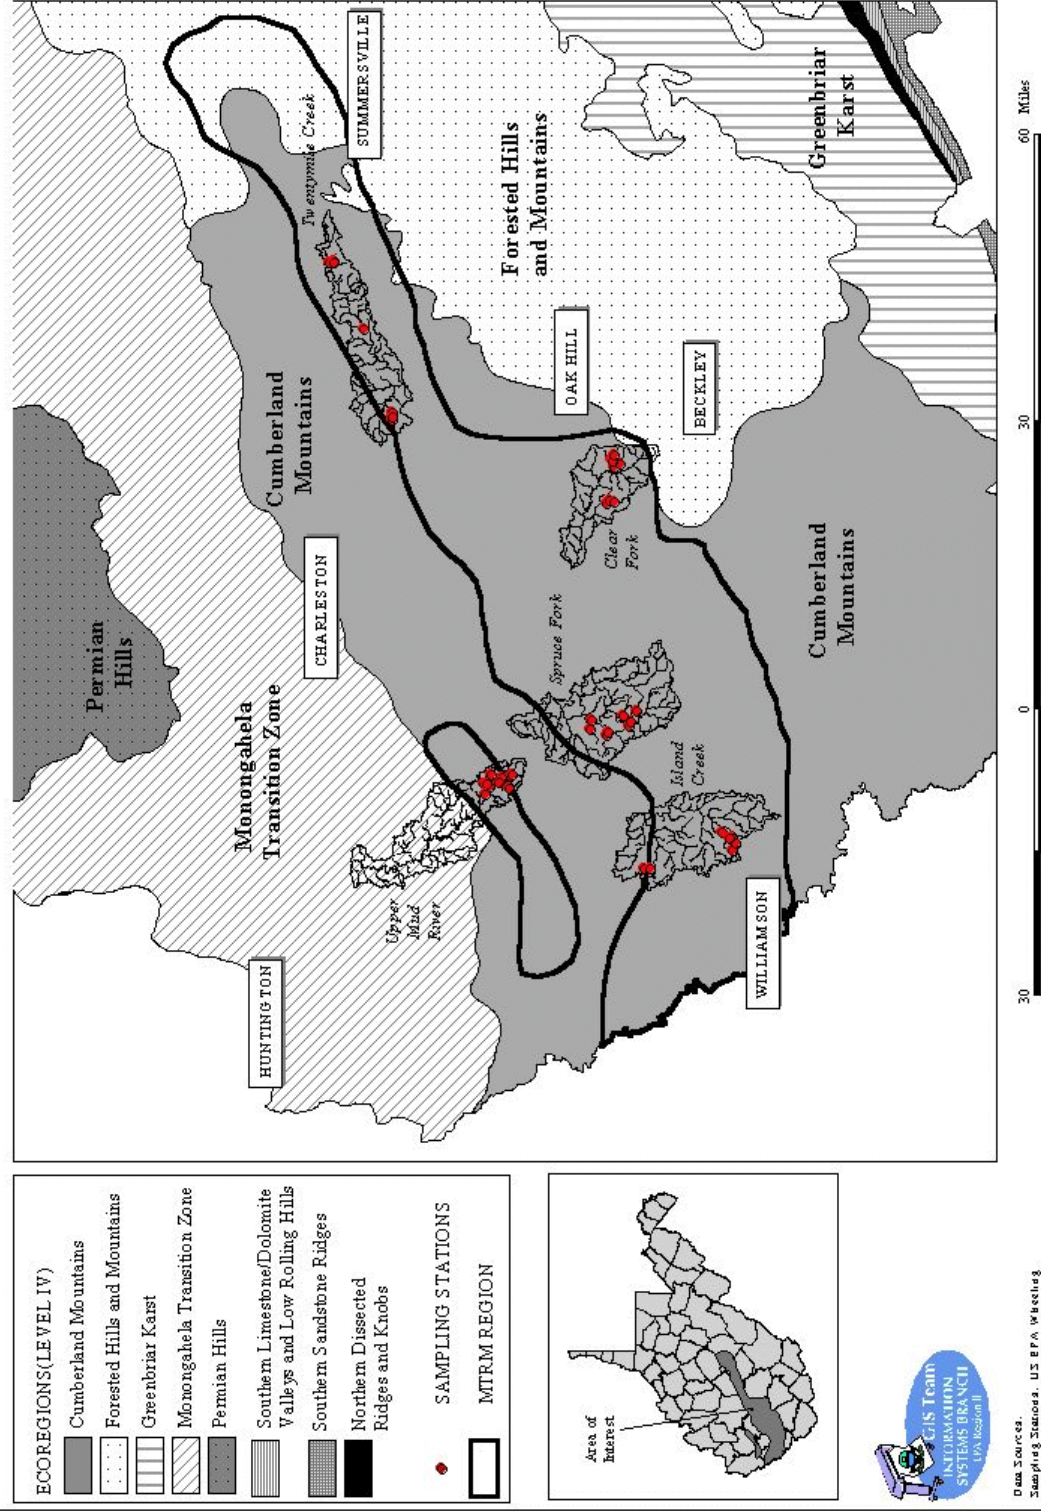 SUMMERSVILLE
Twentymile Creek
Forested Hills
and Mountains
Greenbriar
Karst
Cumberland
Mountains
OAK HILL
BECKLEY
Permian
Hills
CHARLESTON
Clear
Fork
Spruce Fork
Cumberland
Mountains
Monongahela
Transition Zone
Island
Creek
Upper
Mud
River
HUNTINGTON
WILLIAMSON
30
0
30
60 Miles
ECOREGIONS(LEVEL IV)
Cumberland Mountains
Forested Hills and Mountains
Greenbriar Karst
Monongahela Transition Zone
Permian Hills
Southern Limestone/Dolomite
Valleys and Low Rolling Hills
Southern Sandstone Ridges
Northern Dissected
Ridges and Knobs
SAMPLING STATIONS
MTRM REGION
Area of
Interest
GIS Team
INFORMATION
SYSTEMS BRANCH
Data Sources.
Sampling Stations. US EPA Wheeling